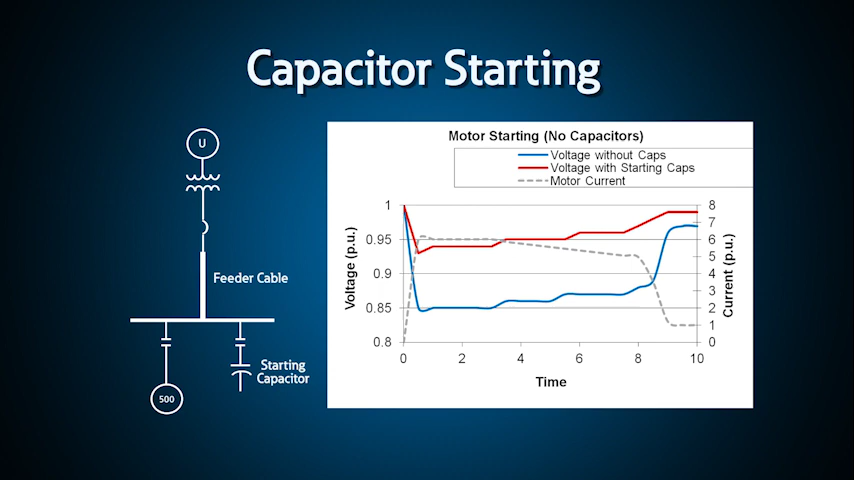 Capacitor Starting
U
Feeder Cable
Starting
Capacitor
500
Motor Starting (No Capacitors)
Voltage without Caps
Voltage with Starting Caps
Motor Current
Voltage (p.u.)
1
0.95
0.9
0.85
0.8
8
7
6
5
4
3
2
1
0
Current (p.u.)
0 2 4 6 8 10
Time